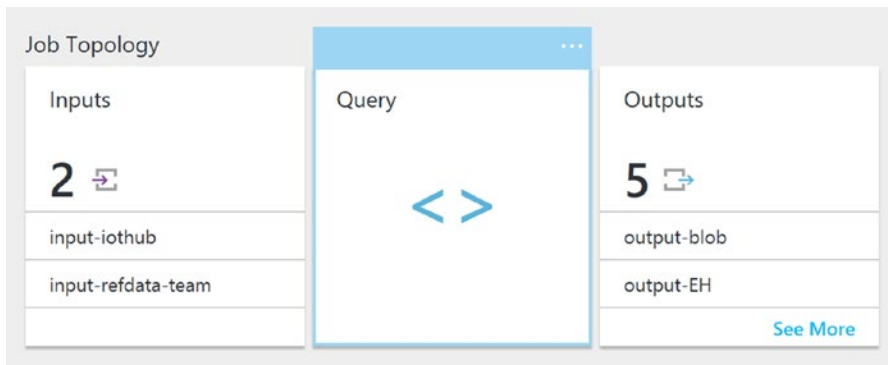 Job Topology
...
Inputs
2
input-iothub
input-refdata-team
Query
< >
Outputs
5
output-blob
output-EH
See More